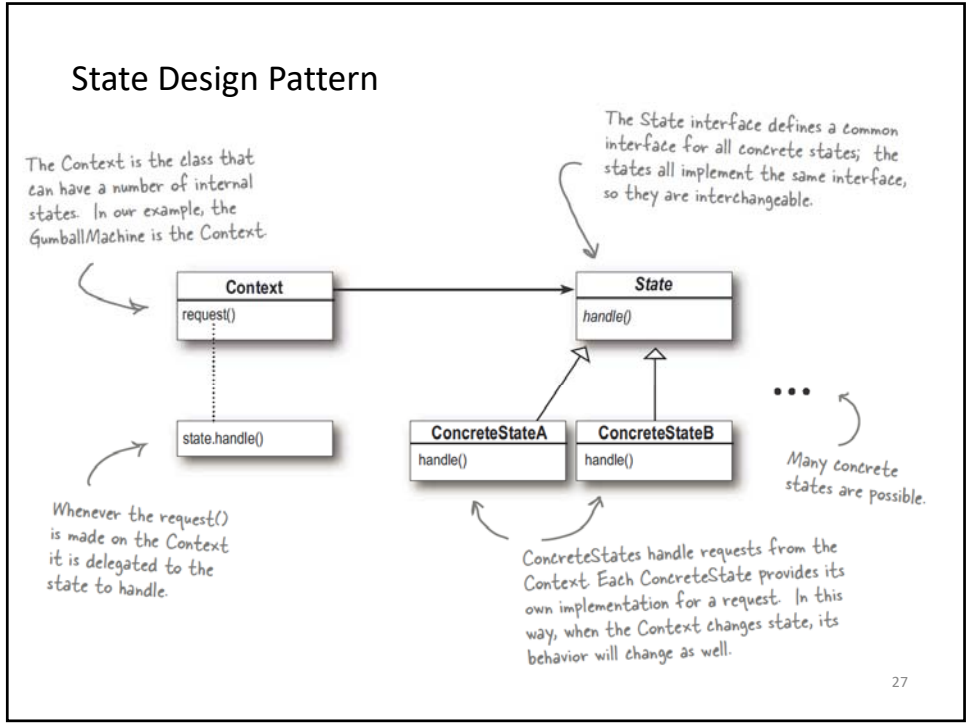 State Design Pattern
The Context is the class that
can have a number of internal
states. In our example, the
GumballMachine is the Context.
The State interface defines a common
interface for all concrete states; the
states all implement the same interface,
so they are interchangeable.
Context
request()
State
handle()
state.handle()
ConcreteStateA
handle()
ConcreteStateB
handle()
•••
Many concrete
states are possible.
Whenever the request()
is made on the Context
it is delegated to the
state to handle.
ConcreteStates handle requests from the
Context. Each ConcreteState provides its
own implementation for a request. In this
way, when the Context changes state, its
behavior will change as well.
27